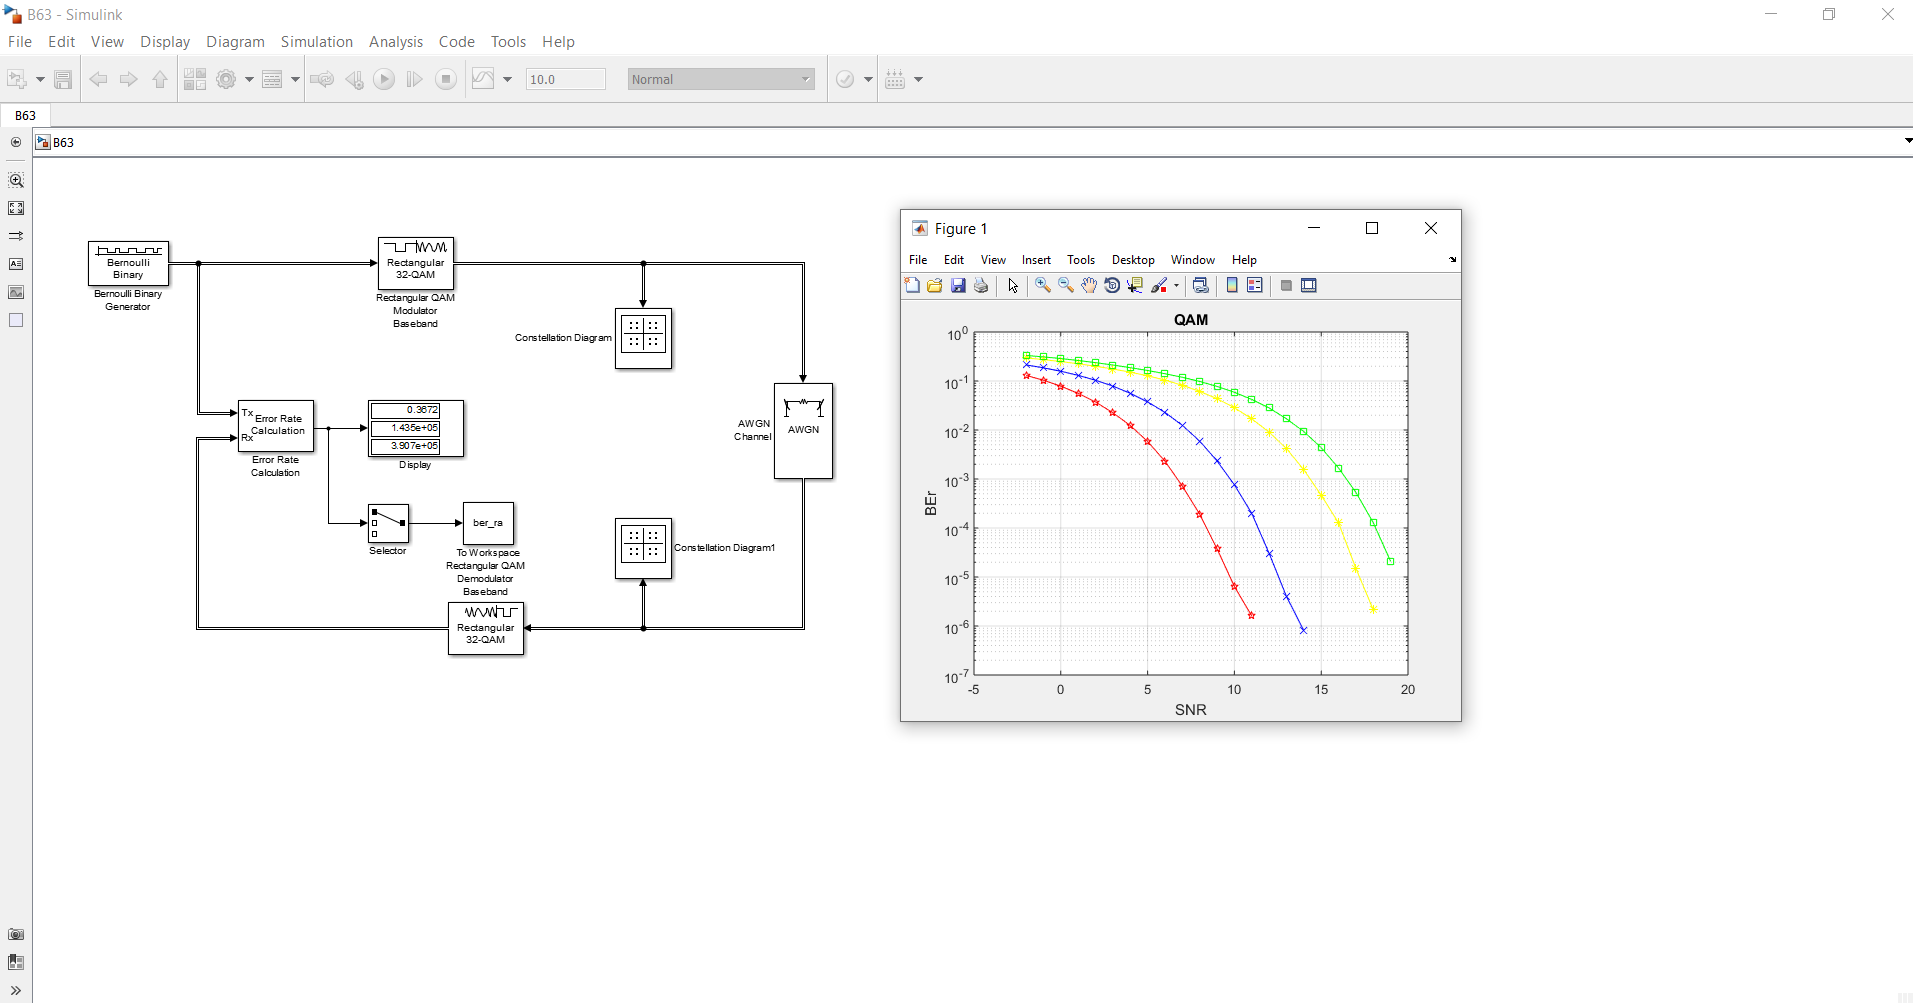 B63 - Simulink
File Edit View Display Diagram Simulation Analysis Code Tools Help
10.0 Normal
B63
B63
Bernoulli
Binary
Bernoulli Binary
Generator
Rectangular
32-QAM
Rectangular QAM
Modulator
Baseband
Constellation Diagram
AWGN
Channel
AWGN
Tx
Rx
Error Rate
Calculation
Error Rate
Calculation
0.3672
1.435e+05
3.907e+05
Display
Selector
ber_ra
To Workspace
Rectangular QAM
Demodulator
Baseband
Rectangular
32-QAM
Constellation Diagram1
Figure 1
File Edit View Insert Tools Desktop Window Help
QAM
10^0
10^-1
10^-2
10^-3
10^-4
10^-5
10^-6
10^-7
BEr
-5 0 5 10 15 20
SNR